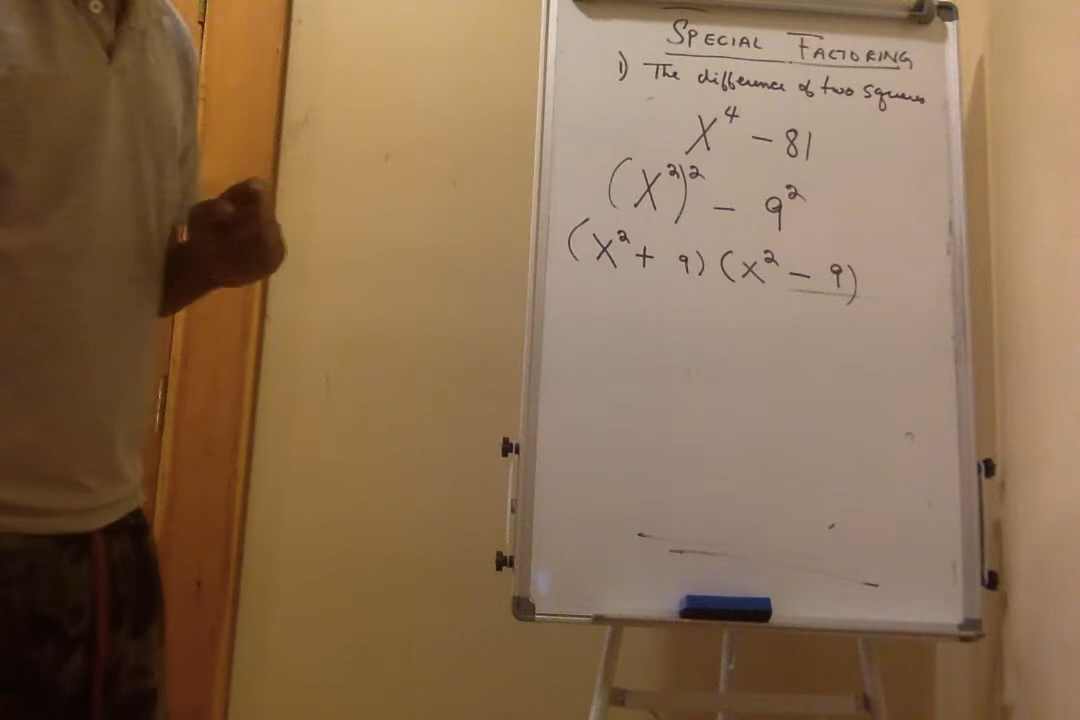 SPECIAL FACTORING
1) The difference of two squares
X⁴ - 81
(X²)² - 9²
(X² + 9) (X² - 9)